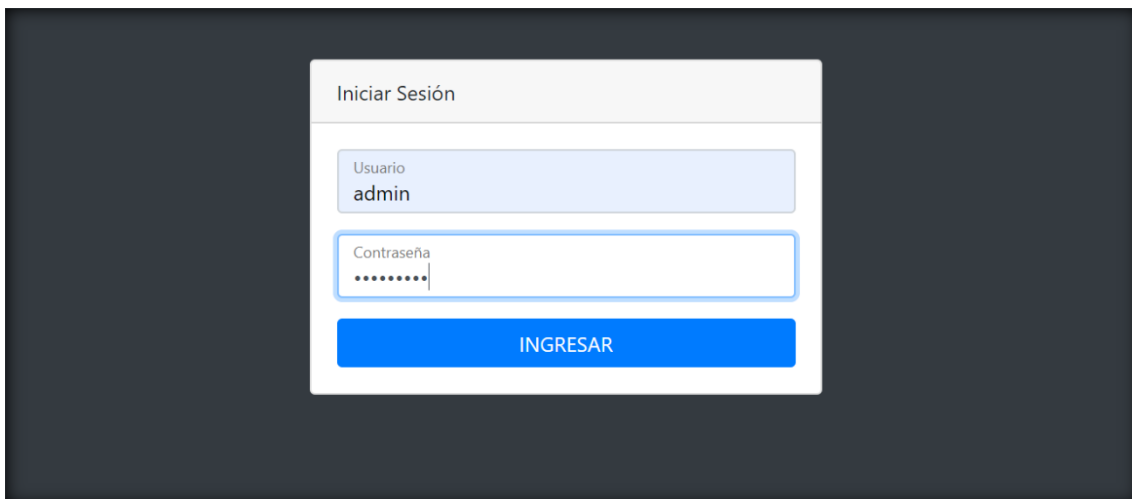 Iniciar Sesión
Usuario
admin
Contraseña
•••••••••
INGRESAR